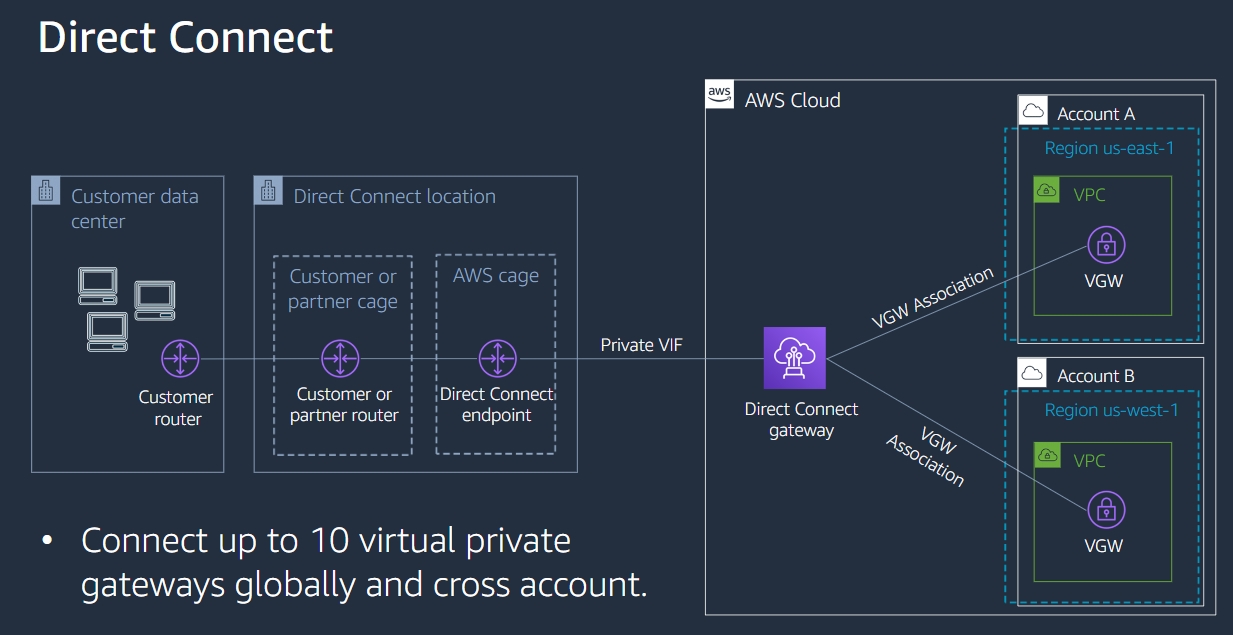 Direct Connect
aws
AWS Cloud
Account A
Region us-east-1
VPC
VGW
Customer data
center
Direct Connect location
Customer or
partner cage
AWS cage
Customer
router
Customer or
partner router
Direct Connect
endpoint
Private VIF
Direct Connect
gateway
VGW Association
VGW
Association
Account B
Region us-west-1
VPC
VGW
• Connect up to 10 virtual private
gateways globally and cross account.